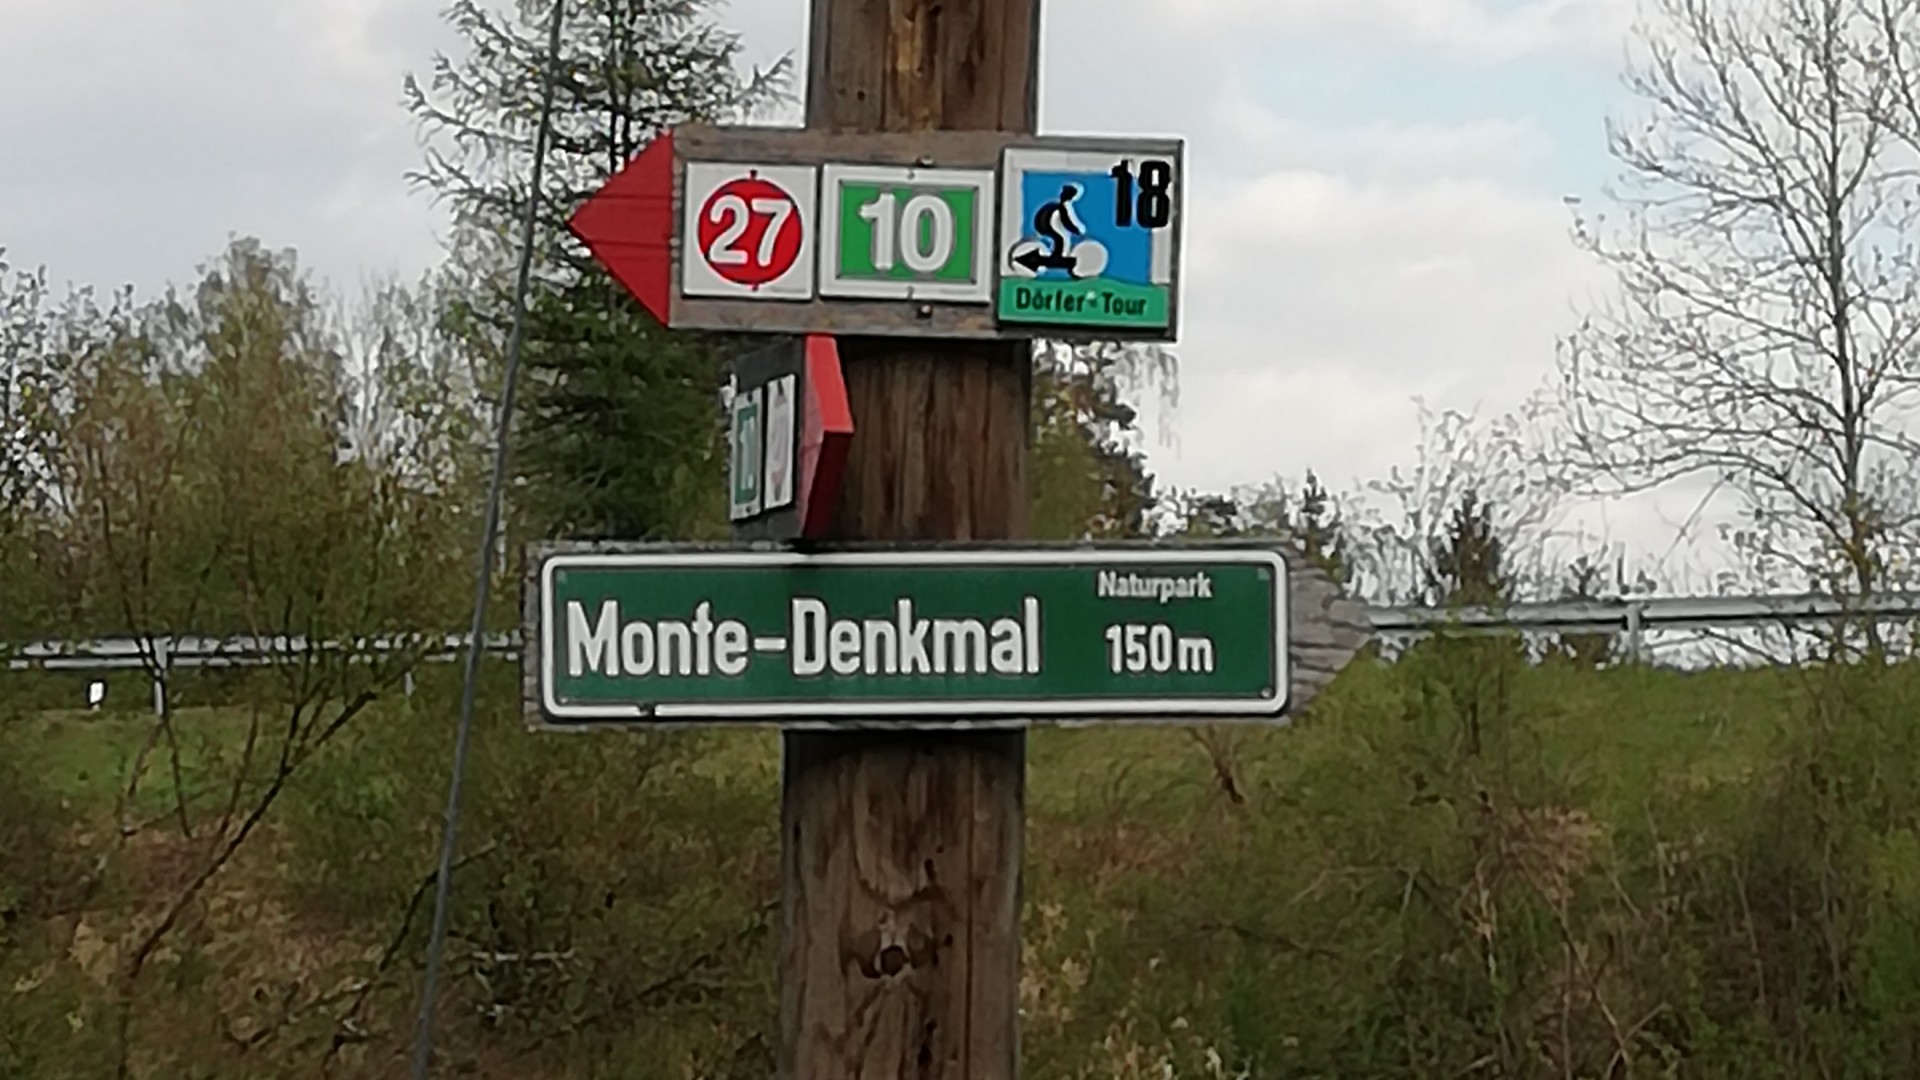 27
10
18
Dörfer-Tour
Naturpark
Monte-Denkmal
150m